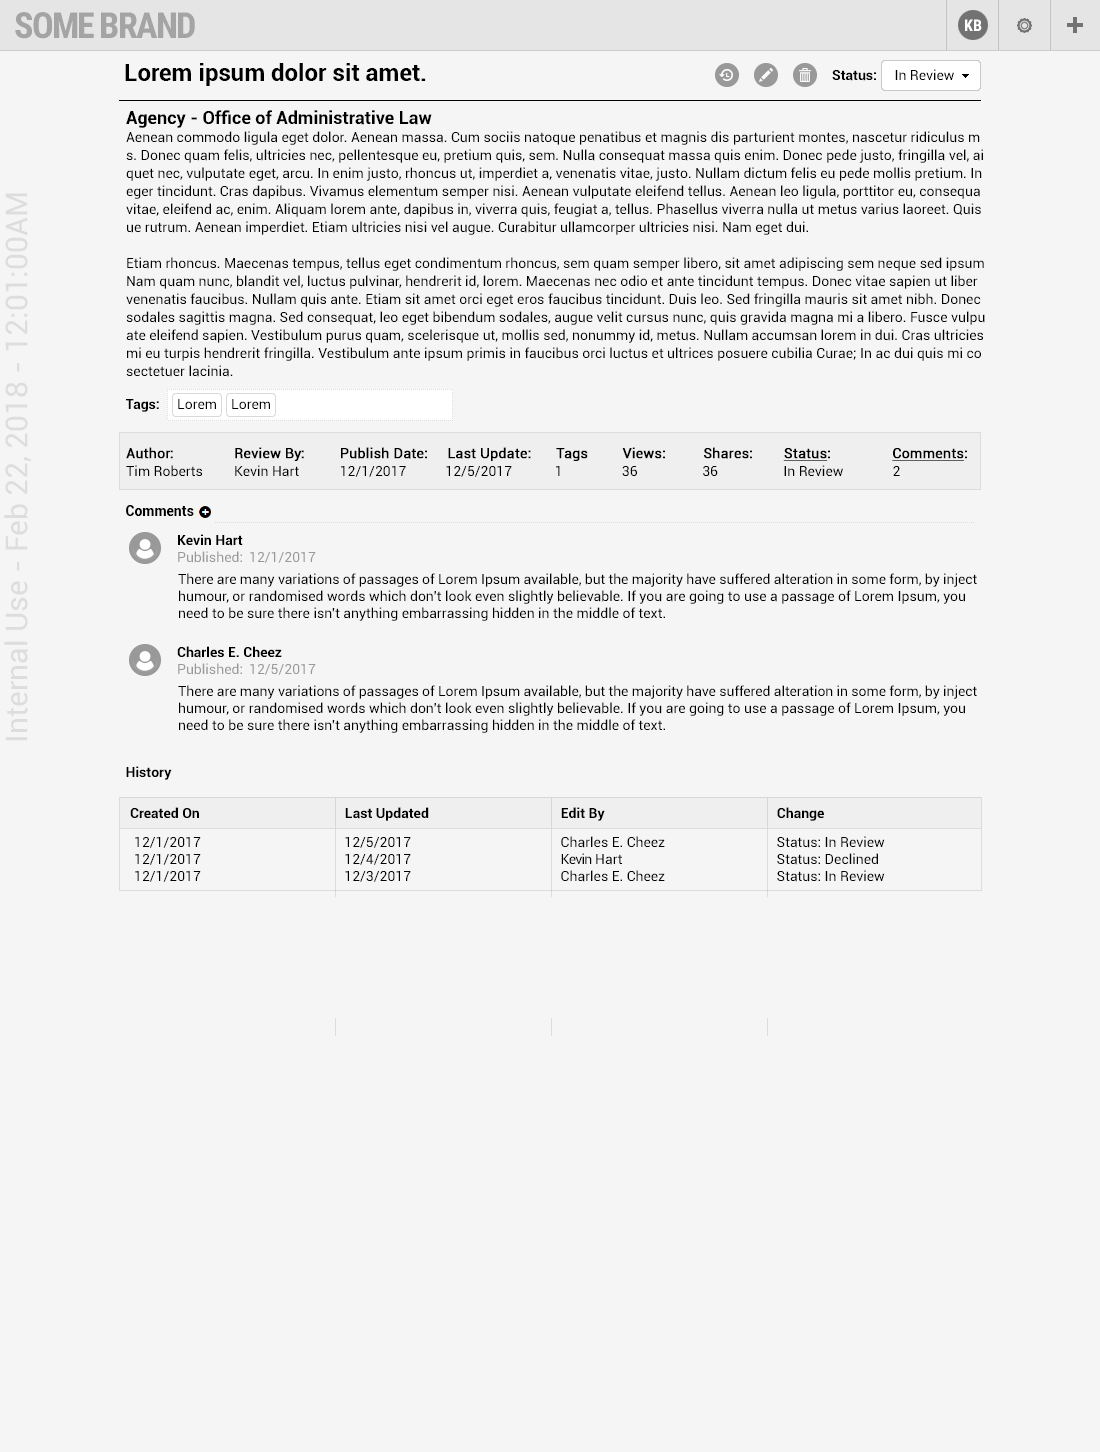 SOME BRAND
KB
Lorem ipsum dolor sit amet.
Status: In Review
Agency - Office of Administrative Law
Aenean commodo ligula eget dolor. Aenean massa. Cum sociis natoque penatibus et magnis dis parturient montes, nascetur ridiculus m
s. Donec quam felis, ultricies nec, pellentesque eu, pretium quis, sem. Nulla consequat massa quis enim. Donec pede justo, fringilla vel, ai
quet nec, vulputate eget, arcu. In enim justo, rhoncus ut, imperdiet a, venenatis vitae, justo. Nullam dictum felis eu pede mollis pretium. In
eger tincidunt. Cras dapibus. Vivamus elementum semper nisi. Aenean vulputate eleifend tellus. Aenean leo ligula, porttitor eu, consequa
vitae, eleifend ac, enim. Aliquam lorem ante, dapibus in, viverra quis, feugiat a, tellus. Phasellus viverra nulla ut metus varius laoreet. Quis
ue rutrum. Aenean imperdiet. Etiam ultricies nisi vel augue. Curabitur ullamcorper ultricies nisi. Nam eget dui.
Etiam rhoncus. Maecenas tempus, tellus eget condimentum rhoncus, sem quam semper libero, sit amet adipiscing sem neque sed ipsum
Nam quam nunc, blandit vel, luctus pulvinar, hendrerit id, lorem. Maecenas nec odio et ante tincidunt tempus. Donec vitae sapien ut liber
venenatis faucibus. Nullam quis ante. Etiam sit amet orci eget eros faucibus tincidunt. Duis leo. Sed fringilla mauris sit amet nibh. Donec
sodales sagittis magna. Sed consequat, leo eget bibendum sodales, augue velit cursus nunc, quis gravida magna mi a libero. Fusce vulpu
ate eleifend sapien. Vestibulum purus quam, scelerisque ut, mollis sed, nonummy id, metus. Nullam accumsan lorem in dui. Cras ultricies
mi eu turpis hendrerit fringilla. Vestibulum ante ipsum primis in faucibus orci luctus et ultrices posuere cubilia Curae; In ac dui quis mi co
sectetuer lacinia.
Tags: Lorem Lorem
Author: Review By: Publish Date: Last Update: Tags Views: Shares: Status: Comments:
Tim Roberts Kevin Hart 12/1/2017 12/5/2017 1 36 36 In Review 2
Comments
Kevin Hart
Published: 12/1/2017
There are many variations of passages of Lorem Ipsum available, but the majority have suffered alteration in some form, by inject
humour, or randomised words which don't look even slightly believable. If you are going to use a passage of Lorem Ipsum, you
need to be sure there isn't anything embarrassing hidden in the middle of text.
Charles E. Cheez
Published: 12/5/2017
There are many variations of passages of Lorem Ipsum available, but the majority have suffered alteration in some form, by inject
humour, or randomised words which don't look even slightly believable. If you are going to use a passage of Lorem Ipsum, you
need to be sure there isn't anything embarrassing hidden in the middle of text.
History
Created On Last Updated Edit By Change
12/1/2017 12/5/2017 Charles E. Cheez Status: In Review
12/1/2017 12/4/2017 Kevin Hart Status: Declined
12/1/2017 12/3/2017 Charles E. Cheez Status: In Review
Internal Use - Feb 22, 2018 - 12:01:00AM